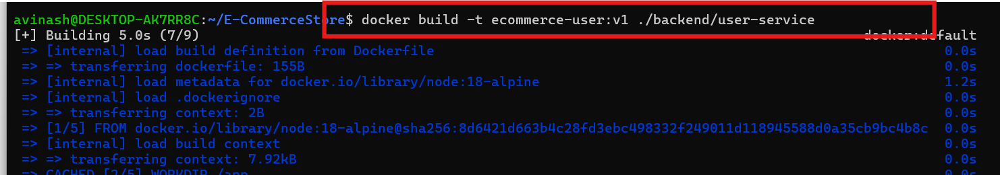 avinash@DESKTOP-AK7RR8C:~/E-CommerceStore$ docker build -t ecommerce-user:v1 ./backend/user-service
[+] Building 5.0s (7/9) docker:default
=> [internal] load build definition from Dockerfile 0.0s
=> => transferring dockerfile: 155B 0.0s
=> [internal] load metadata for docker.io/library/node:18-alpine 1.2s
=> [internal] load .dockerignore 0.0s
=> => transferring context: 2B 0.0s
=> [1/5] FROM docker.io/library/node:18-alpine@sha256:8d6421d663b4c28fd3ebc498332f249011d118945588d0a35cb9bc4b8c 0.0s
=> [internal] load build context 0.0s
=> => transferring context: 7.92kB 0.0s
=> CACHED [2/5] WORKDIR /app 0.0s